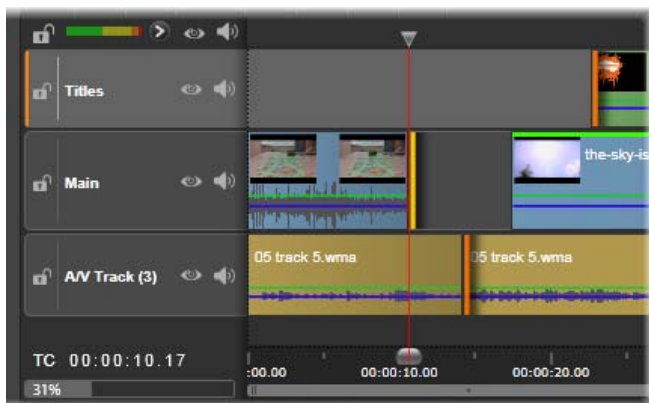 Titles
Main
the-sky-is
A/V Track (3)
05 track 5.wma
05 track 5.wma
TC 00:00:10.17
:00.00
00:00:10.00
00:00:20.00
31%